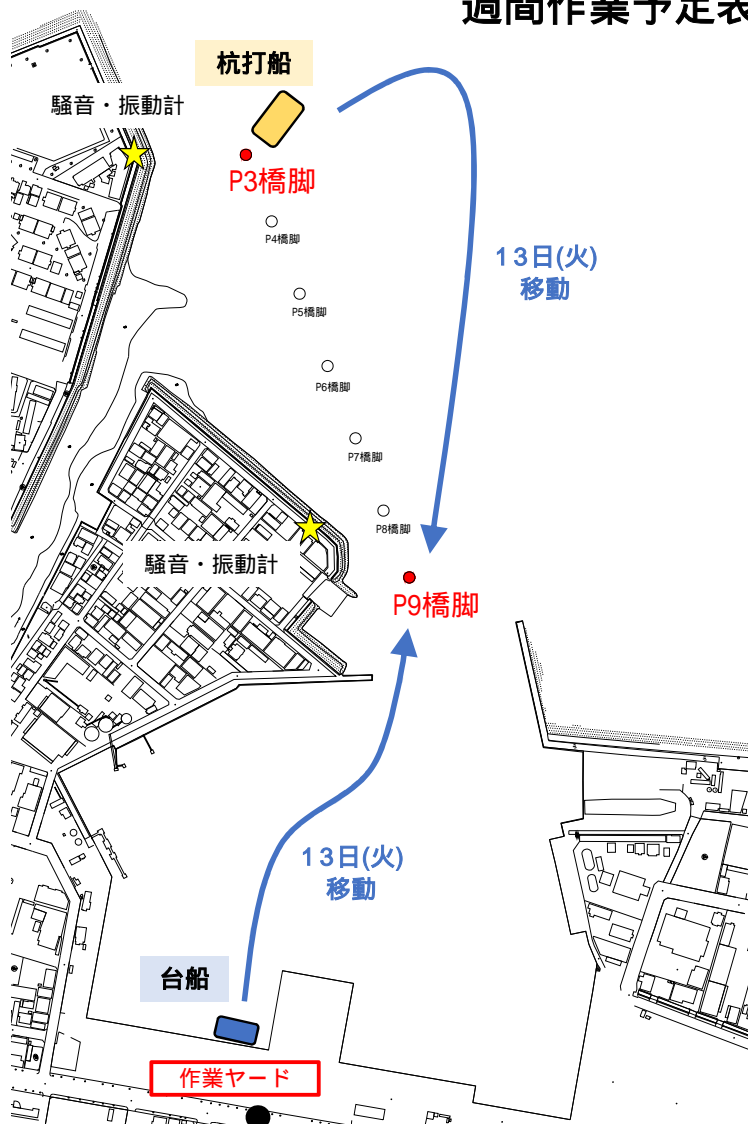 週間作業予定表
杭打船
騒音・振動計
P3橋脚
P4橋脚
13日(火)
移動
P5橋脚
P6橋脚
P7橋脚
P8橋脚
騒音・振動計
P9橋脚
13日(火)
移動
台船
作業ヤード